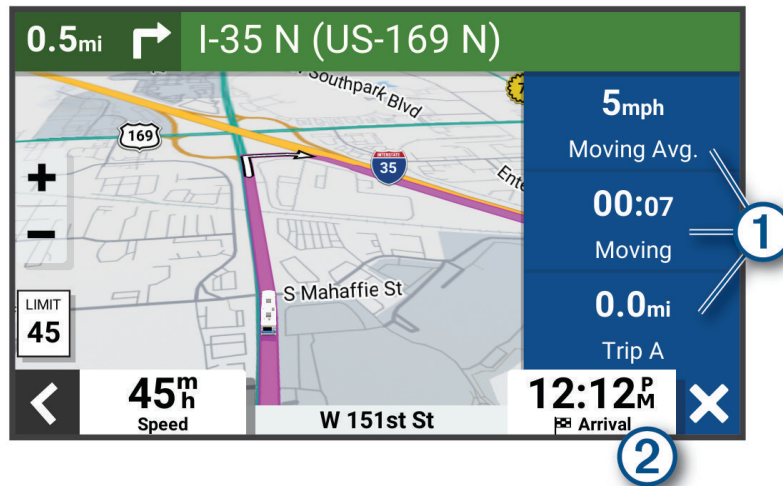 0.5mi
I-35 N (US-169 N)
Southpark Blvd
169
INTERSTATE
35
+
−
5mph
Moving Avg.
00:07
Moving
0.0mi
Trip A
1
S Mahaffie St
LIMIT
45
45mh
Speed
W 151st St
12:12PM
Arrival
2